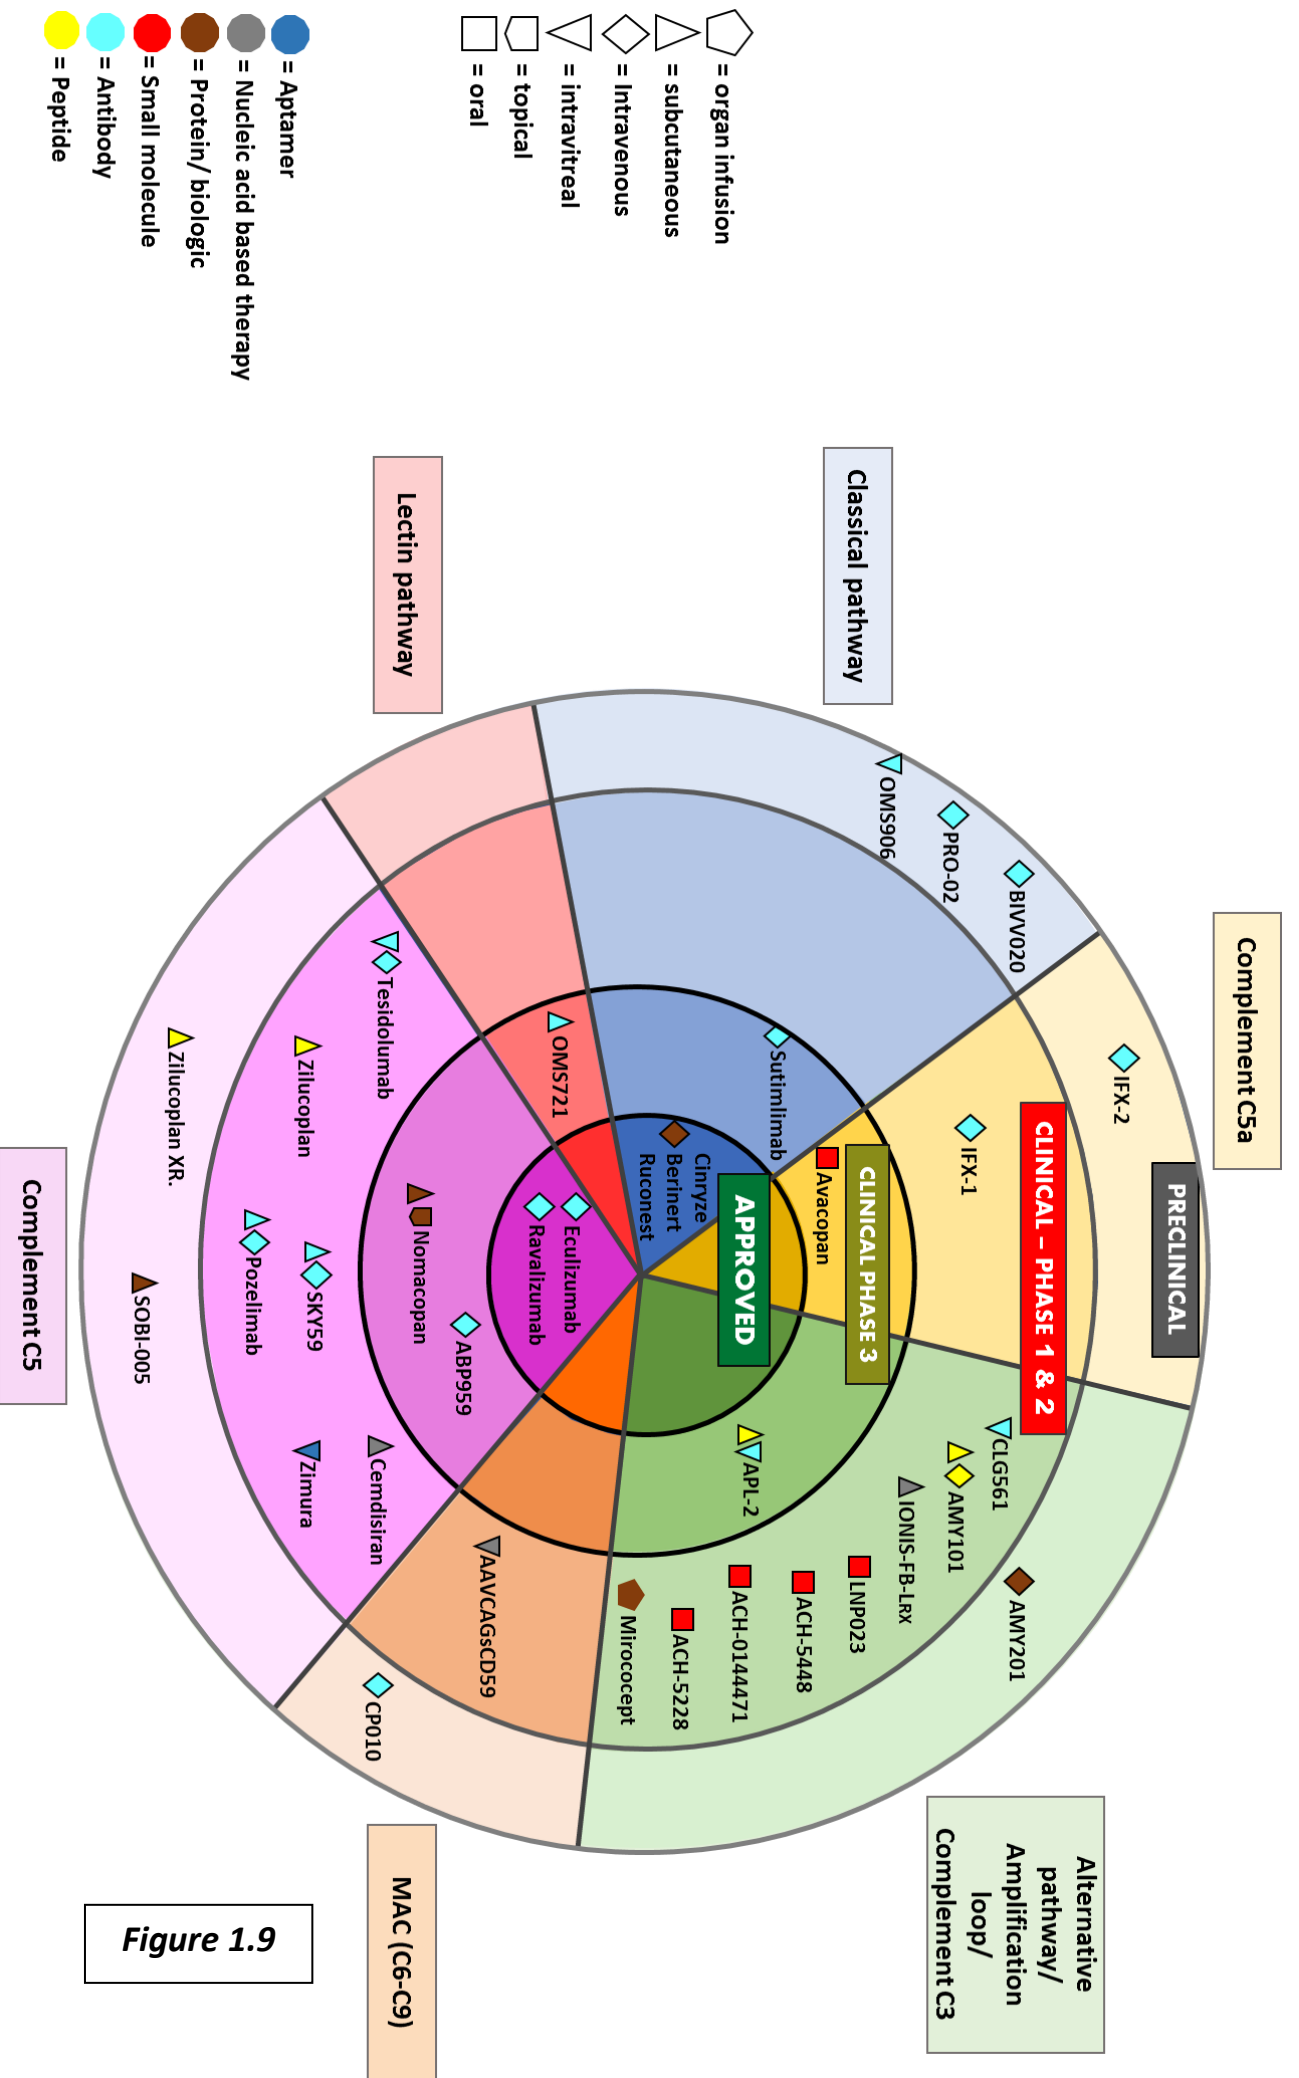 = organ infusion
= subcutaneous
= Intravenous
= intravitreal
= topical
= oral
= Aptamer
= Nucleic acid based therapy
= Protein/ biologic
= Small molecule
= Antibody
= Peptide
Complement C5a
Classical pathway
Lectin pathway
Complement C5
MAC (C6-C9)
Alternative
pathway/
Amplification
loop/
Complement C3
PRECLINICAL
CLINICAL – PHASE 1 & 2
CLINICAL PHASE 3
APPROVED
IFX-2
IFX-1
Avacopan
BIVV020
PRO-02
OMS906
Sutimlimab
Cinryze
Berinert
Ruconest
OMS721
Eculizumab
Ravalizumab
Tesidolumab
Zilucoplan
Zilucoplan XR.
Nomacopan
ABP959
SKY59
Pozelimab
SOBI-005
Cemdisiran
Zimura
AAVCAGsCD59
CP010
CLG561
AMY101
IONIS-FB-LRX
AMY201
APL-2
LNP023
ACH-5448
ACH-0144471
ACH-5228
Mirococept
Figure 1.9